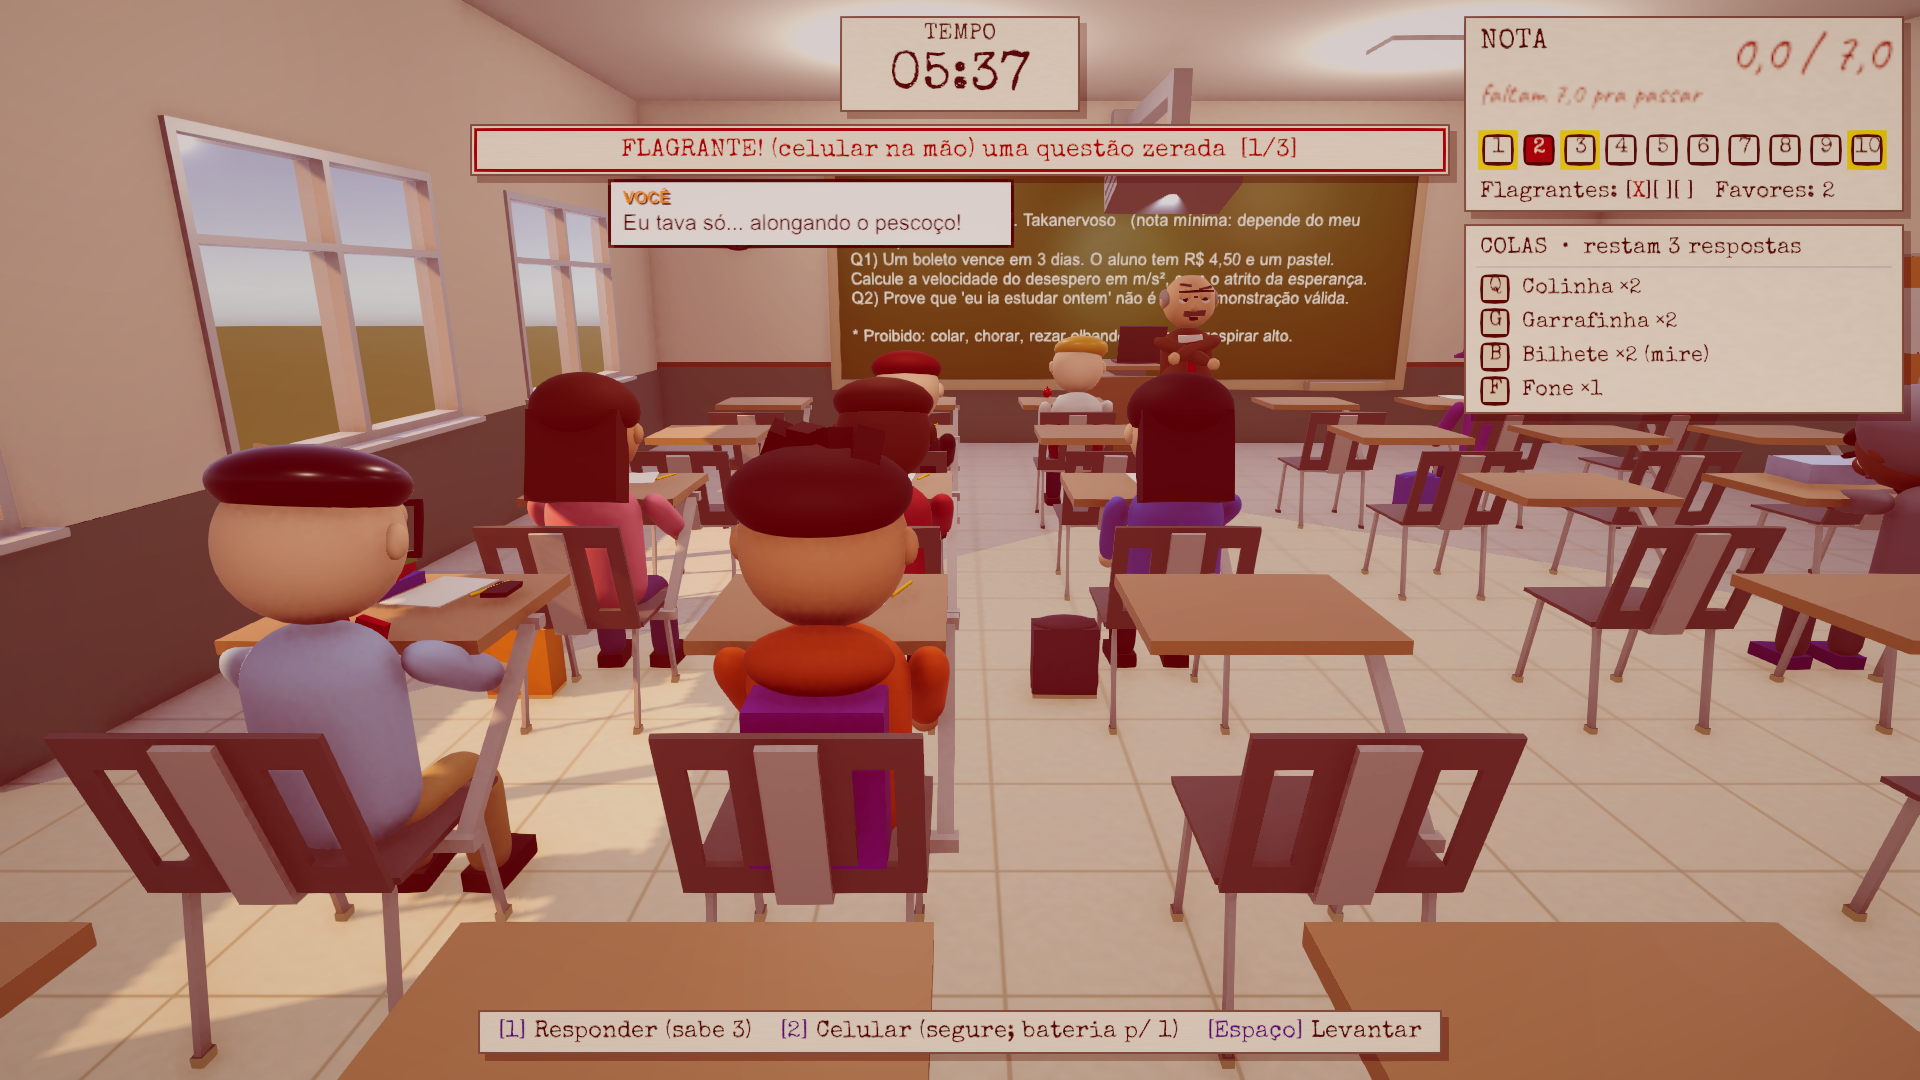 TEMPO
05:37
NOTA
0,0 / 7,0
faltam 7,0 pra passar
1 2 3 4 5 6 7 8 9 10
Flagrantes: [X][ ][ ] Favores: 2
FLAGRANTE! (celular na mão) uma questão zerada [1/3]
VOCÊ
Eu tava só... alongando o pescoço!
. Takanervoso (nota mínima: depende do meu
Q1) Um boleto vence em 3 dias. O aluno tem R$ 4,50 e um pastel.
Calcule a velocidade do desespero em m/s², o atrito da esperança.
Q2) Prove que 'eu ia estudar ontem' não é monstração válida.
* Proibido: colar, chorar, rezar spirar alto.
COLAS • restam 3 respostas
Q Colinha ×2
G Garrafinha ×2
B Bilhete ×2 (mire)
F Fone ×1
[1] Responder (sabe 3) [2] Celular (segure; bateria p/ 1) [Espaço] Levantar